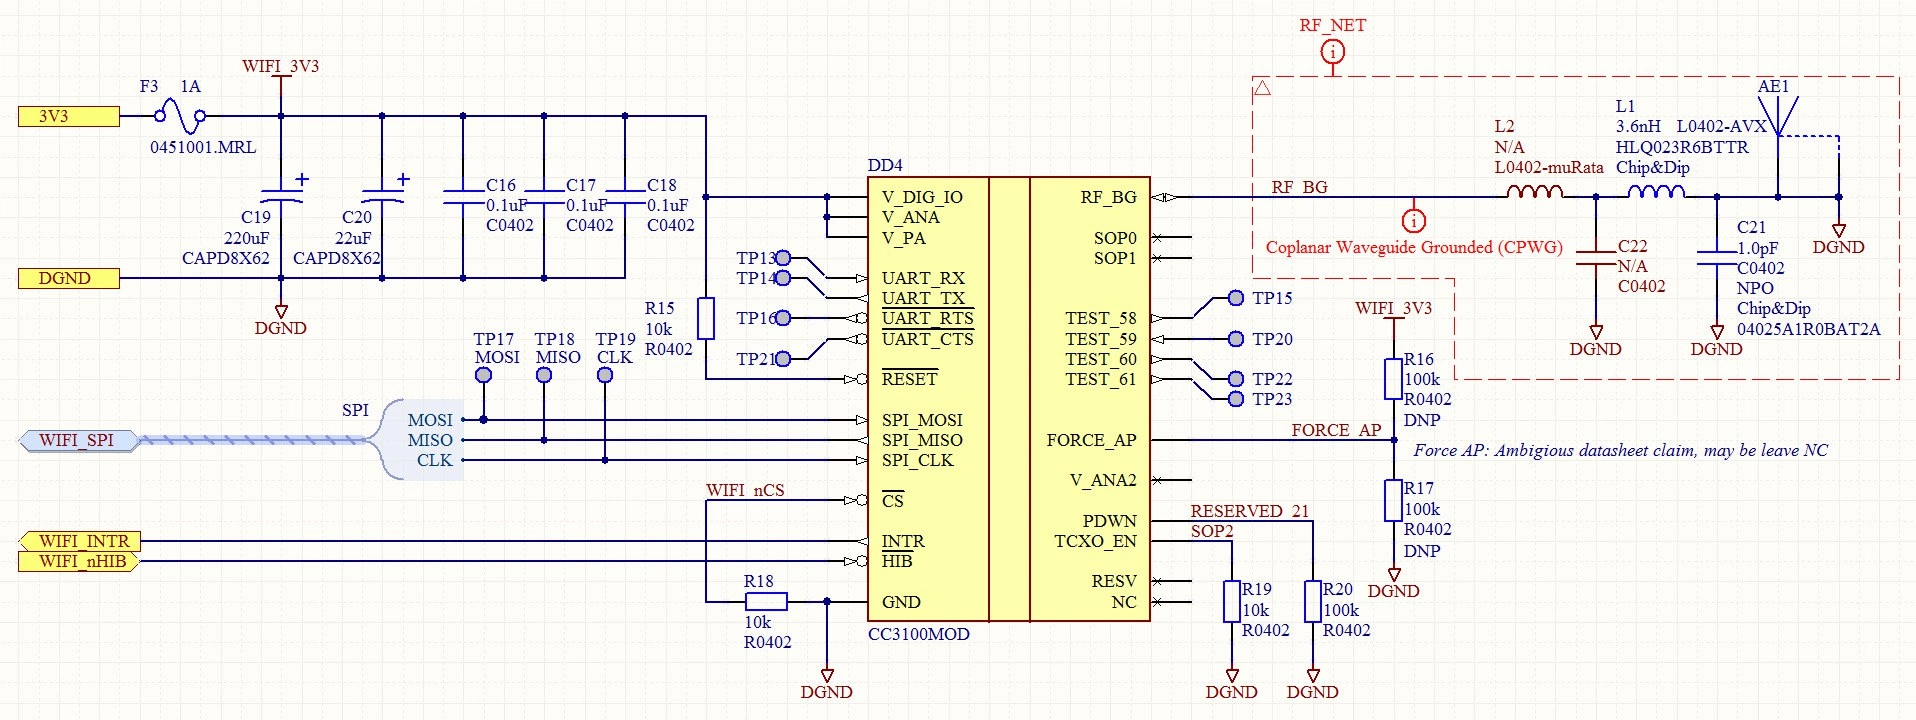 RF_NET
i
WIFI_3V3
F3 1A
3V3
0451001.MRL
AE1
L1
3.6nH L0402-AVX
HLQ023R6BTTR
Chip&Dip
L2
N/A
L0402-muRata
C19
220uF
CAPD8X62
C20
22uF
CAPD8X62
C16
0.1uF
C0402
C17
0.1uF
C0402
C18
0.1uF
C0402
DGND
DGND
DD4
V_DIG_IO
V_ANA
V_PA
UART_RX
UART_TX
UART_RTS
UART_CTS
RESET
SPI_MOSI
SPI_MISO
SPI_CLK
CS
INTR
HIB
GND
RF_BG
SOP0
SOP1
TEST_58
TEST_59
TEST_60
TEST_61
FORCE_AP
V_ANA2
PDWN
TCXO_EN
RESV
NC
CC3100MOD
RF_BG
i
Coplanar Waveguide Grounded (CPWG)
DGND
C22
N/A
C0402
DGND
C21
1.0pF
C0402
NPO
Chip&Dip
04025A1R0BAT2A
DGND
TP13
TP14
TP16
TP21
R15
10k
R0402
TP17
MOSI
TP18
MISO
TP19
CLK
TP15
TP20
TP22
TP23
WIFI_3V3
R16
100k
R0402
DNP
SPI
MOSI
MISO
CLK
WIFI_SPI
FORCE_AP
Force AP: Ambigious datasheet claim, may be leave NC
R17
100k
R0402
DNP
DGND
WIFI_nCS
WIFI_INTR
WIFI_nHIB
R18
10k
R0402
DGND
RESERVED_21
SOP2
R19
10k
R0402
DGND
R20
100k
R0402
DGND